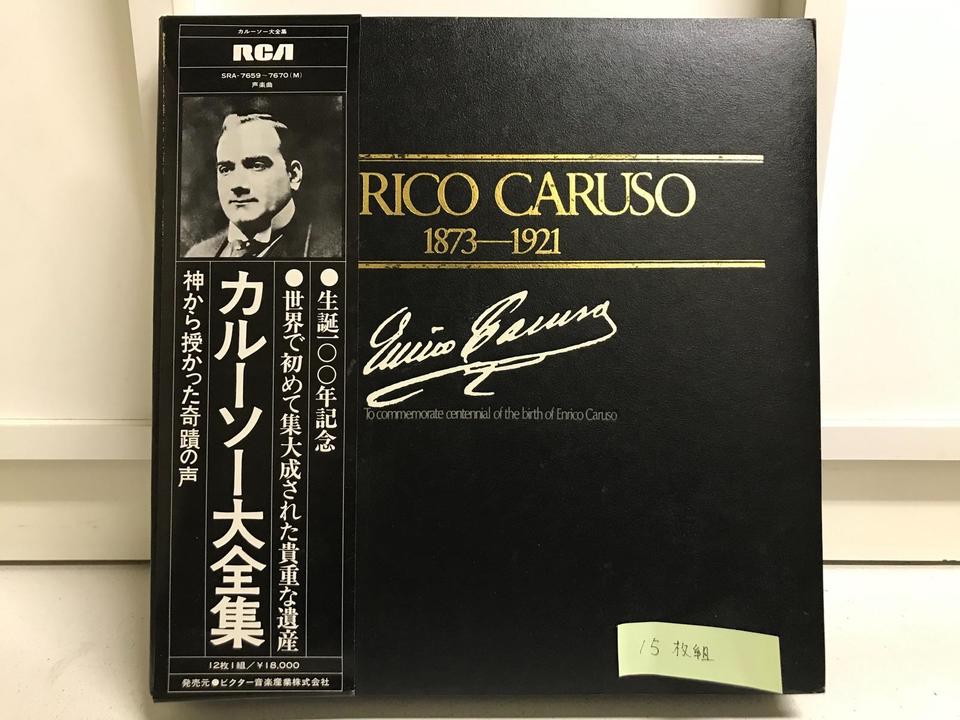 カルーソー大全集
RCA
SRA-7659~7670(M)
声楽曲
●生誕一〇〇年記念
●世界で初めて集大成された貴重な遺産
カルーソー大全集
神から授かった奇蹟の声
12枚1組/¥18,000
発売元●ビクター音楽産業株式会社
RICO CARUSO
1873—1921
Enrico Caruso
To commemorate centennial of the birth of Enrico Caruso
15枚組